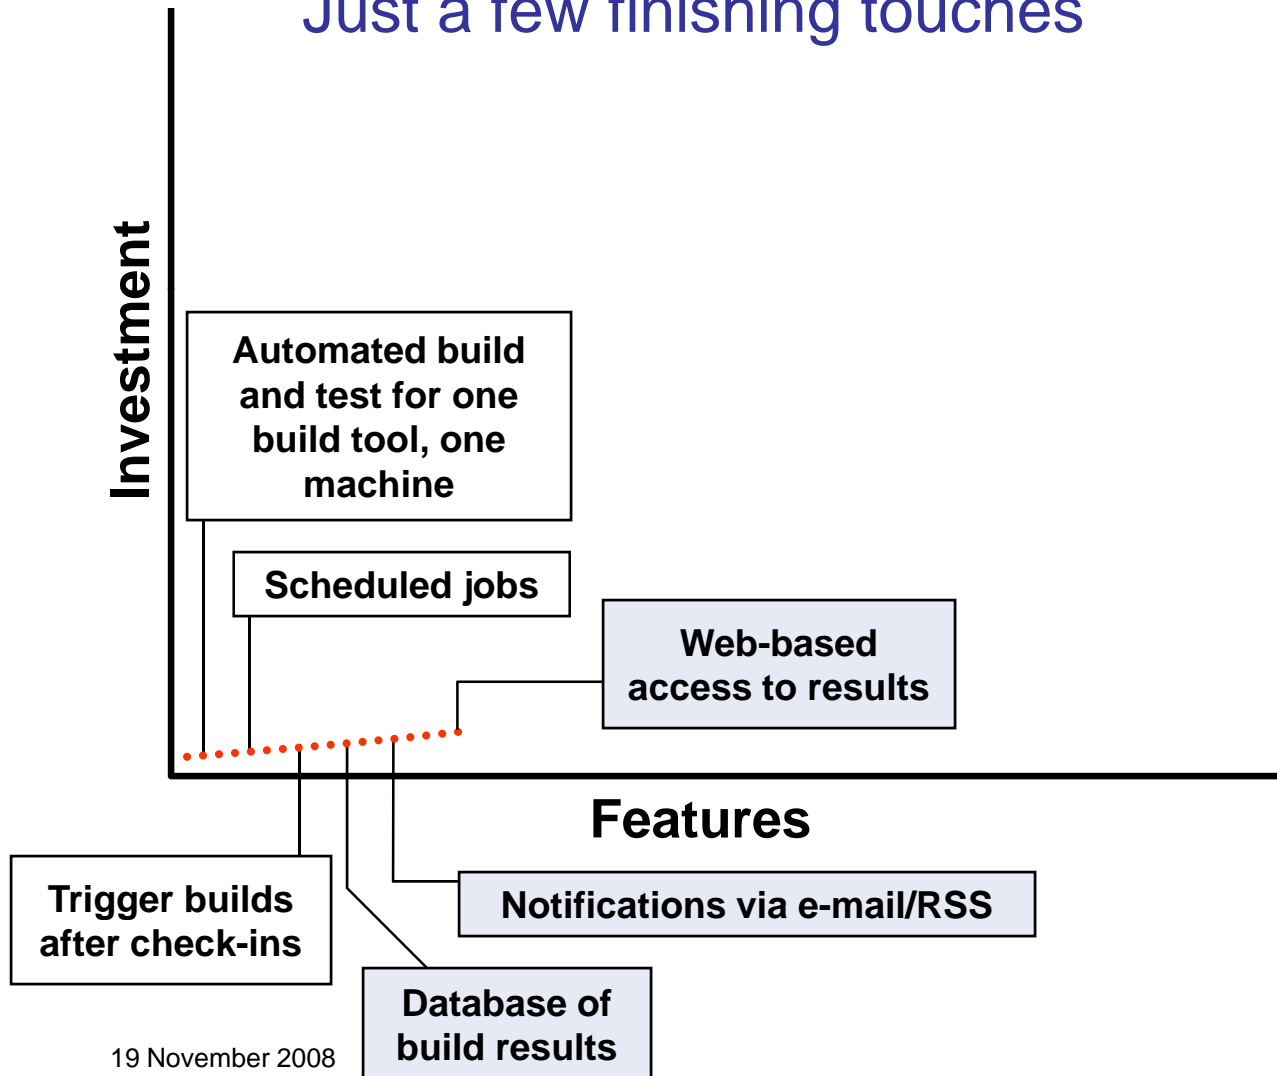 Just a few finishing touches
Investment
Automated build
and test for one
build tool, one
machine
Scheduled jobs
Web-based
access to results
Features
Trigger builds
after check-ins
Notifications via e-mail/RSS
Database of
build results
19 November 2008